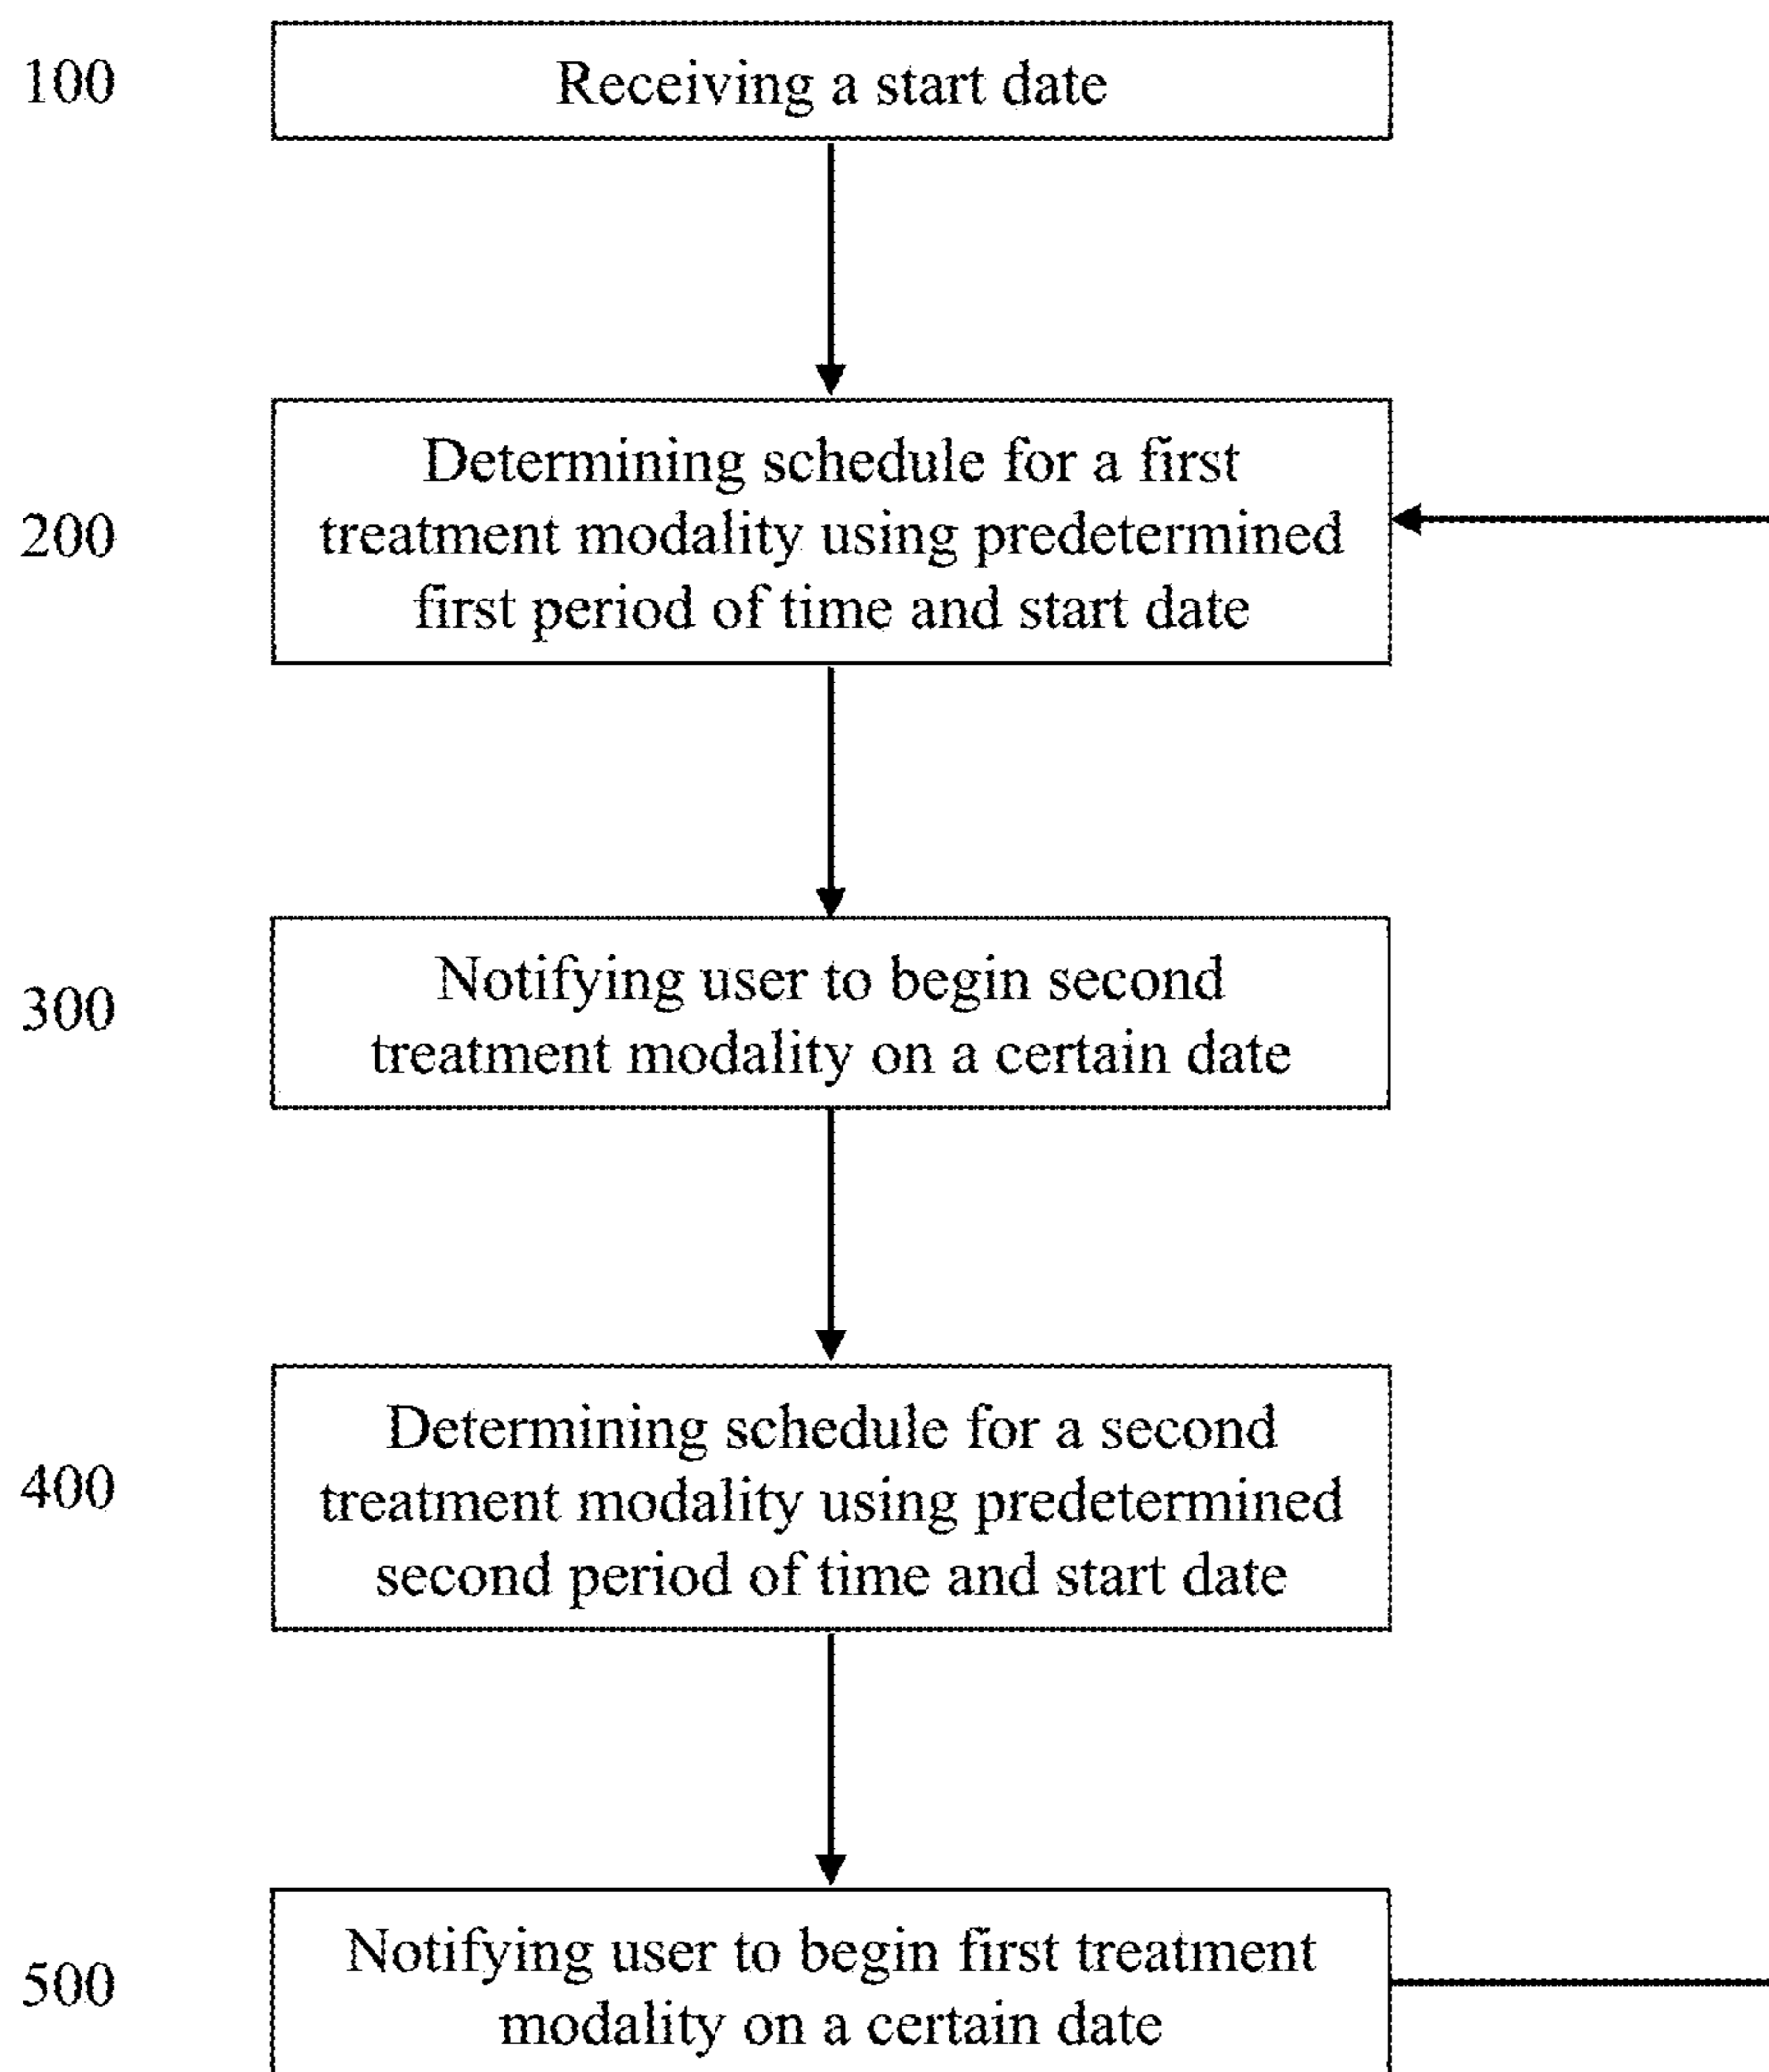 100
Receiving a start date
200
Determining schedule for a first
treatment modality using predetermined
first period of time and start date
300
Notifying user to begin second
treatment modality on a certain date
400
Determining schedule for a second
treatment modality using predetermined
second period of time and start date
500
Notifying user to begin first treatment
modality on a certain date